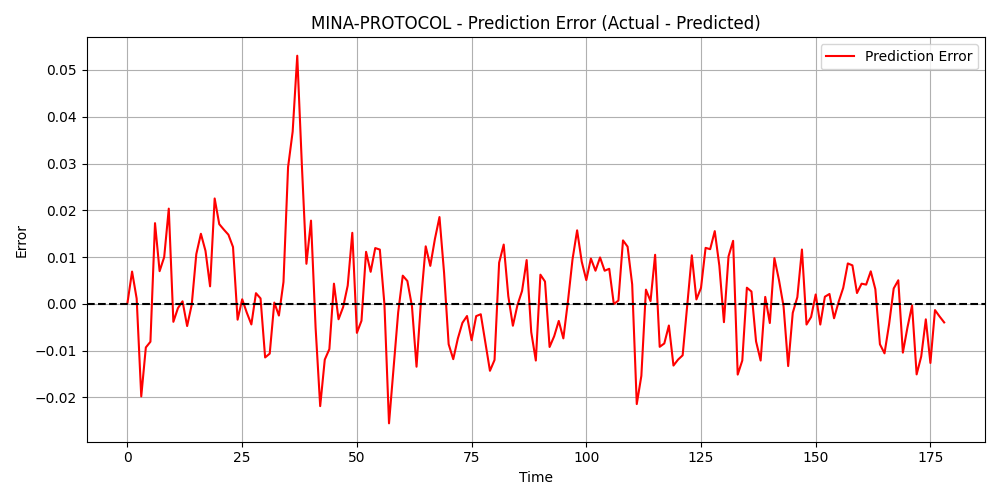 MINA-PROTOCOL - Prediction Error (Actual - Predicted)
Prediction Error
0.05
0.04
0.03
0.02
0.01
0.00
−0.01
−0.02
Error
0 25 50 75 100 125 150 175
Time